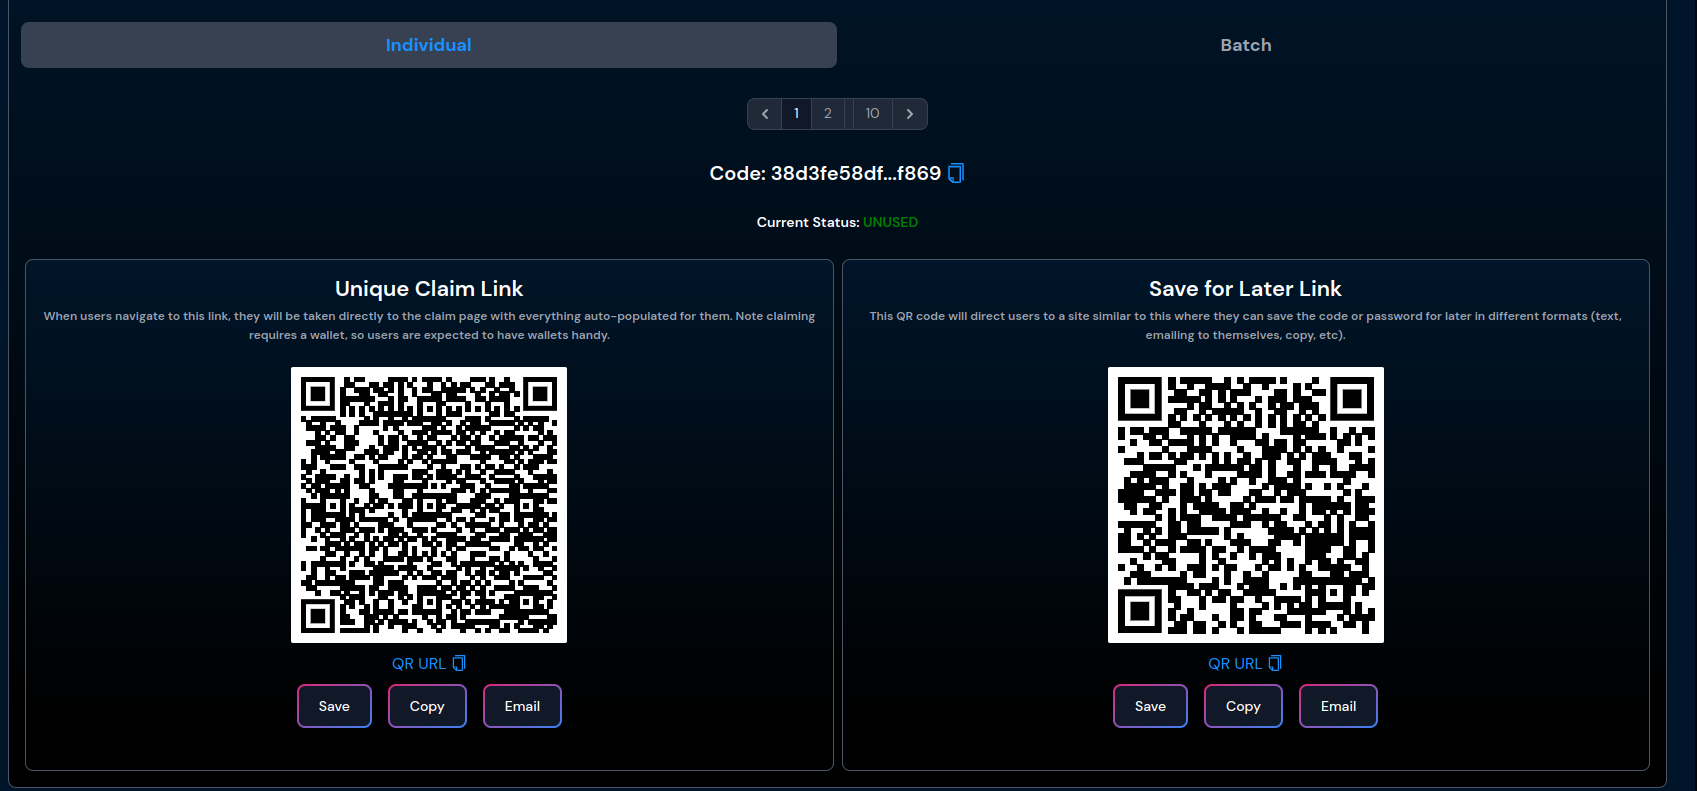 Individual
Batch
1 2 10
Code: 38d3fe58df...f869
Current Status: UNUSED
Unique Claim Link
When users navigate to this link, they will be taken directly to the claim page with everything auto-populated for them. Note claiming
requires a wallet, so users are expected to have wallets handy.
QR URL
Save
Copy
Email
Save for Later Link
This QR code will direct users to a site similar to this where they can save the code or password for later in different formats (text,
emailing to themselves, copy, etc).
QR URL
Save
Copy
Email